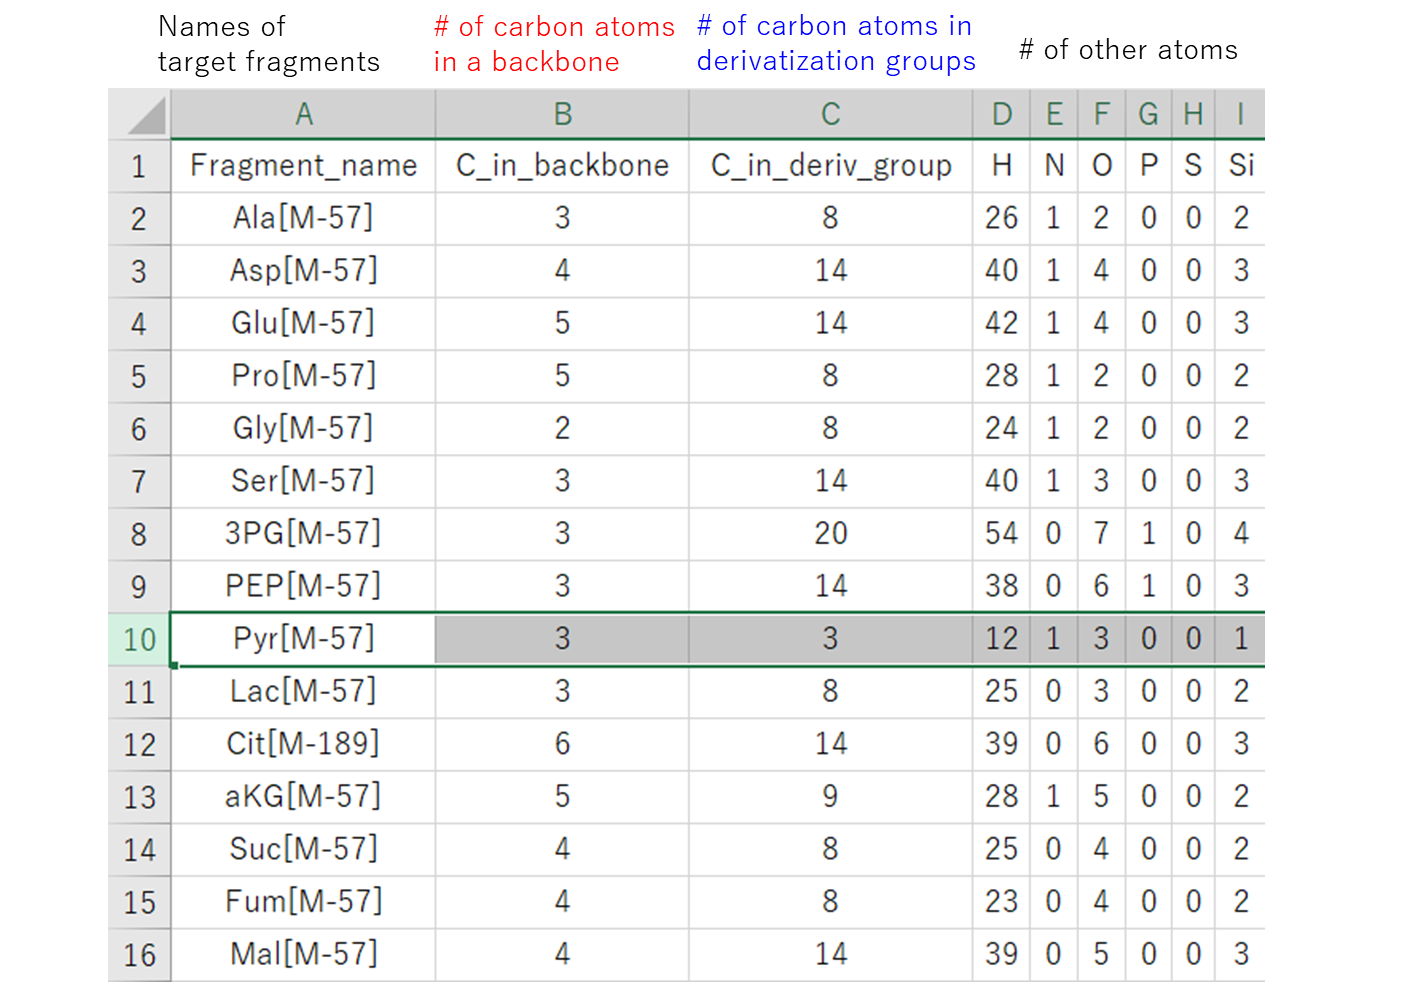 Names of
target fragments
# of carbon atoms
in a backbone
# of carbon atoms in
derivatization groups
# of other atoms
A B C D E F G H I
1 Fragment_name C_in_backbone C_in_deriv_group H N O P S Si
2 Ala[M-57] 3 8 26 1 2 0 0 2
3 Asp[M-57] 4 14 40 1 4 0 0 3
4 Glu[M-57] 5 14 42 1 4 0 0 3
5 Pro[M-57] 5 8 28 1 2 0 0 2
6 Gly[M-57] 2 8 24 1 2 0 0 2
7 Ser[M-57] 3 14 40 1 3 0 0 3
8 3PG[M-57] 3 20 54 0 7 1 0 4
9 PEP[M-57] 3 14 38 0 6 1 0 3
10 Pyr[M-57] 3 3 12 1 3 0 0 1
11 Lac[M-57] 3 8 25 0 3 0 0 2
12 Cit[M-189] 6 14 39 0 6 0 0 3
13 aKG[M-57] 5 9 28 1 5 0 0 2
14 Suc[M-57] 4 8 25 0 4 0 0 2
15 Fum[M-57] 4 8 23 0 4 0 0 2
16 Mal[M-57] 4 14 39 0 5 0 0 3